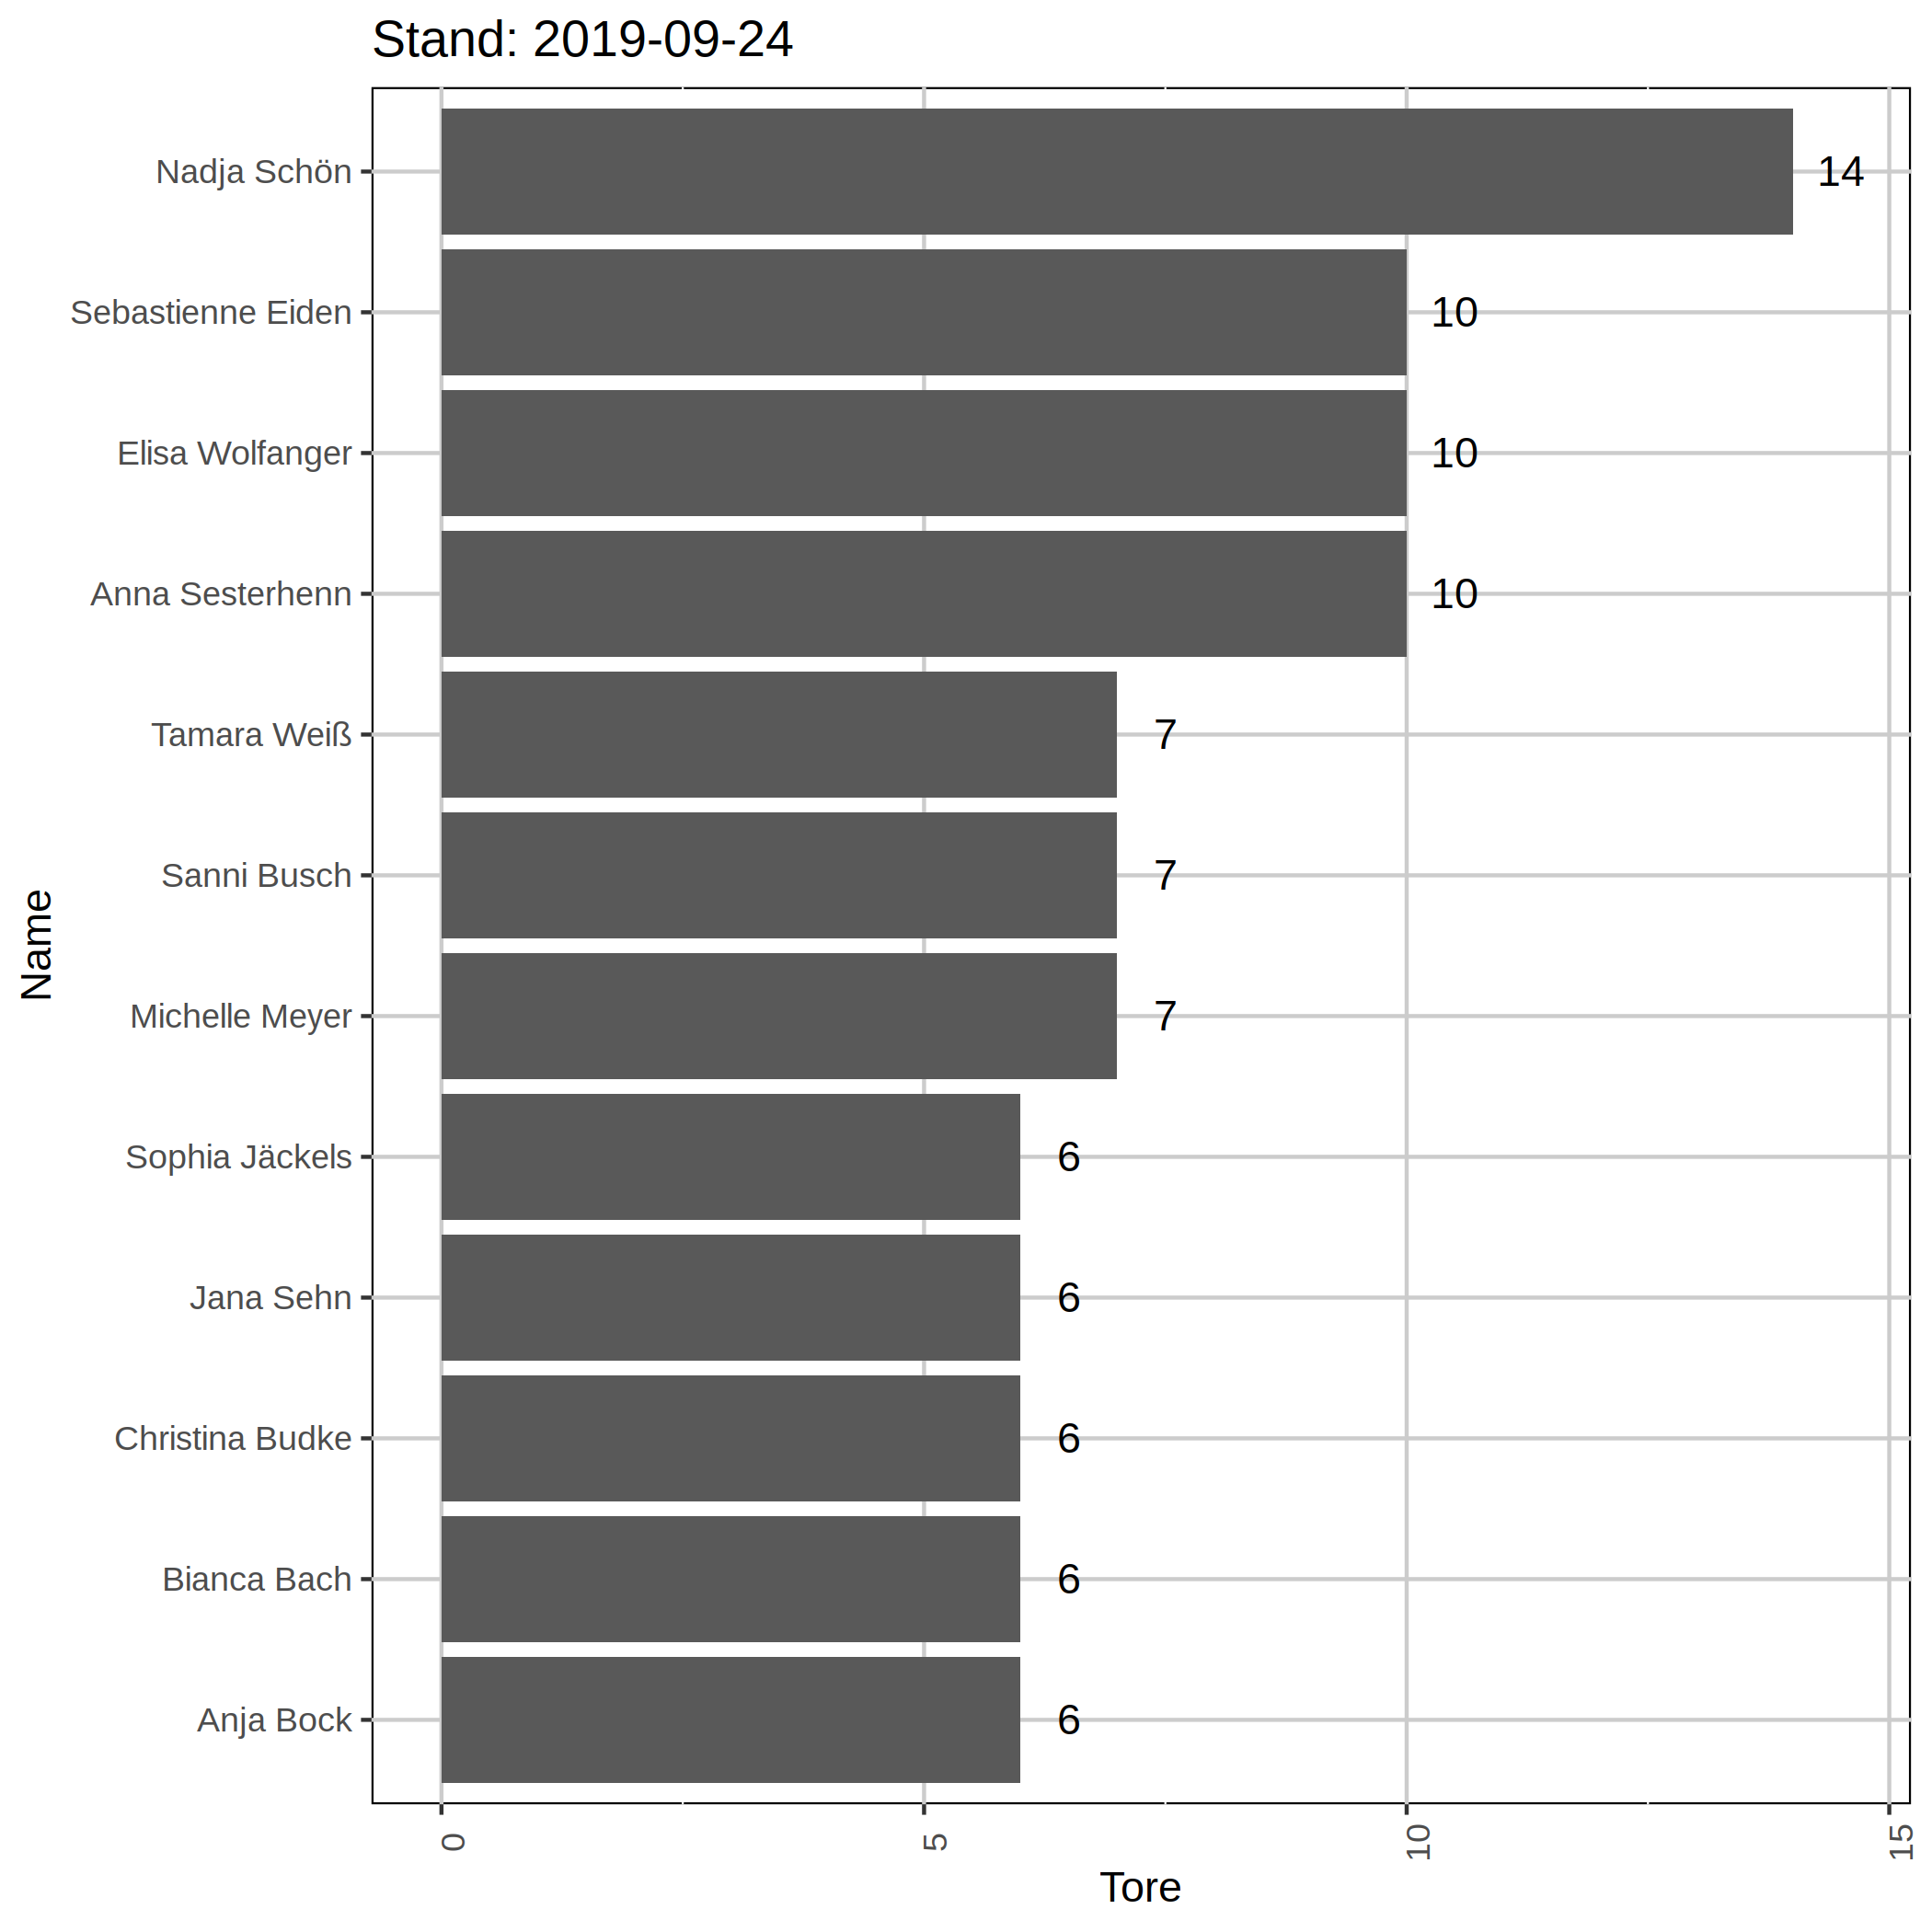 Stand: 2019-09-24
Nadja Schön 14
Sebastienne Eiden 10
Elisa Wolfanger 10
Anna Sesterhenn 10
Tamara Weiß 7
Sanni Busch 7
Michelle Meyer 7
Sophia Jäckels 6
Jana Sehn 6
Christina Budke 6
Bianca Bach 6
Anja Bock 6
Name
0 5 10 15
Tore